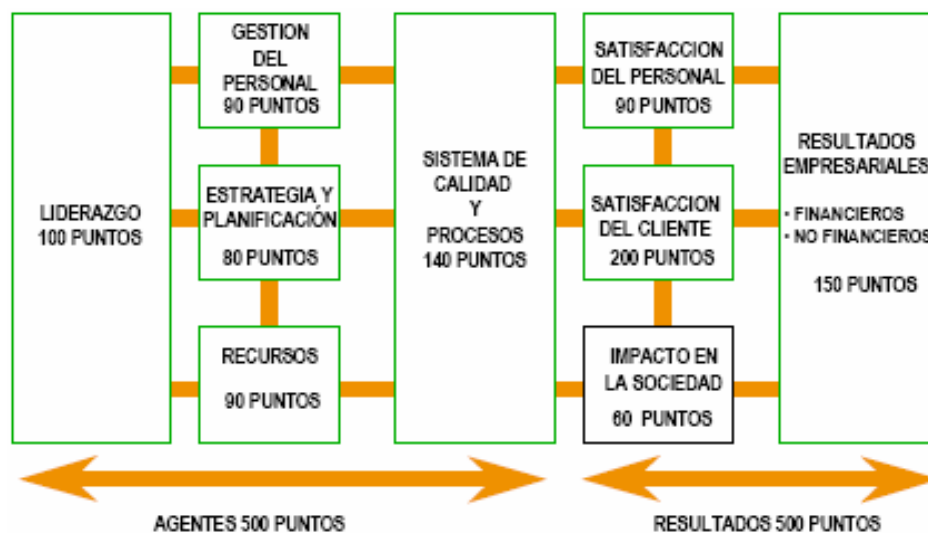 LIDERAZGO
100 PUNTOS
GESTION
DEL
PERSONAL
90 PUNTOS
ESTRATEGIA Y
PLANIFICACIÓN
80 PUNTOS
RECURSOS
90 PUNTOS
SISTEMA DE
CALIDAD
Y
PROCESOS
140 PUNTOS
SATISFACCION
DEL PERSONAL
90 PUNTOS
SATISFACCION
DEL CLIENTE
200 PUNTOS
IMPACTO EN
LA SOCIEDAD
60 PUNTOS
RESULTADOS
EMPRESARIALES
• FINANCIEROS
• NO FINANCIEROS
150 PUNTOS
AGENTES 500 PUNTOS
RESULTADOS 500 PUNTOS